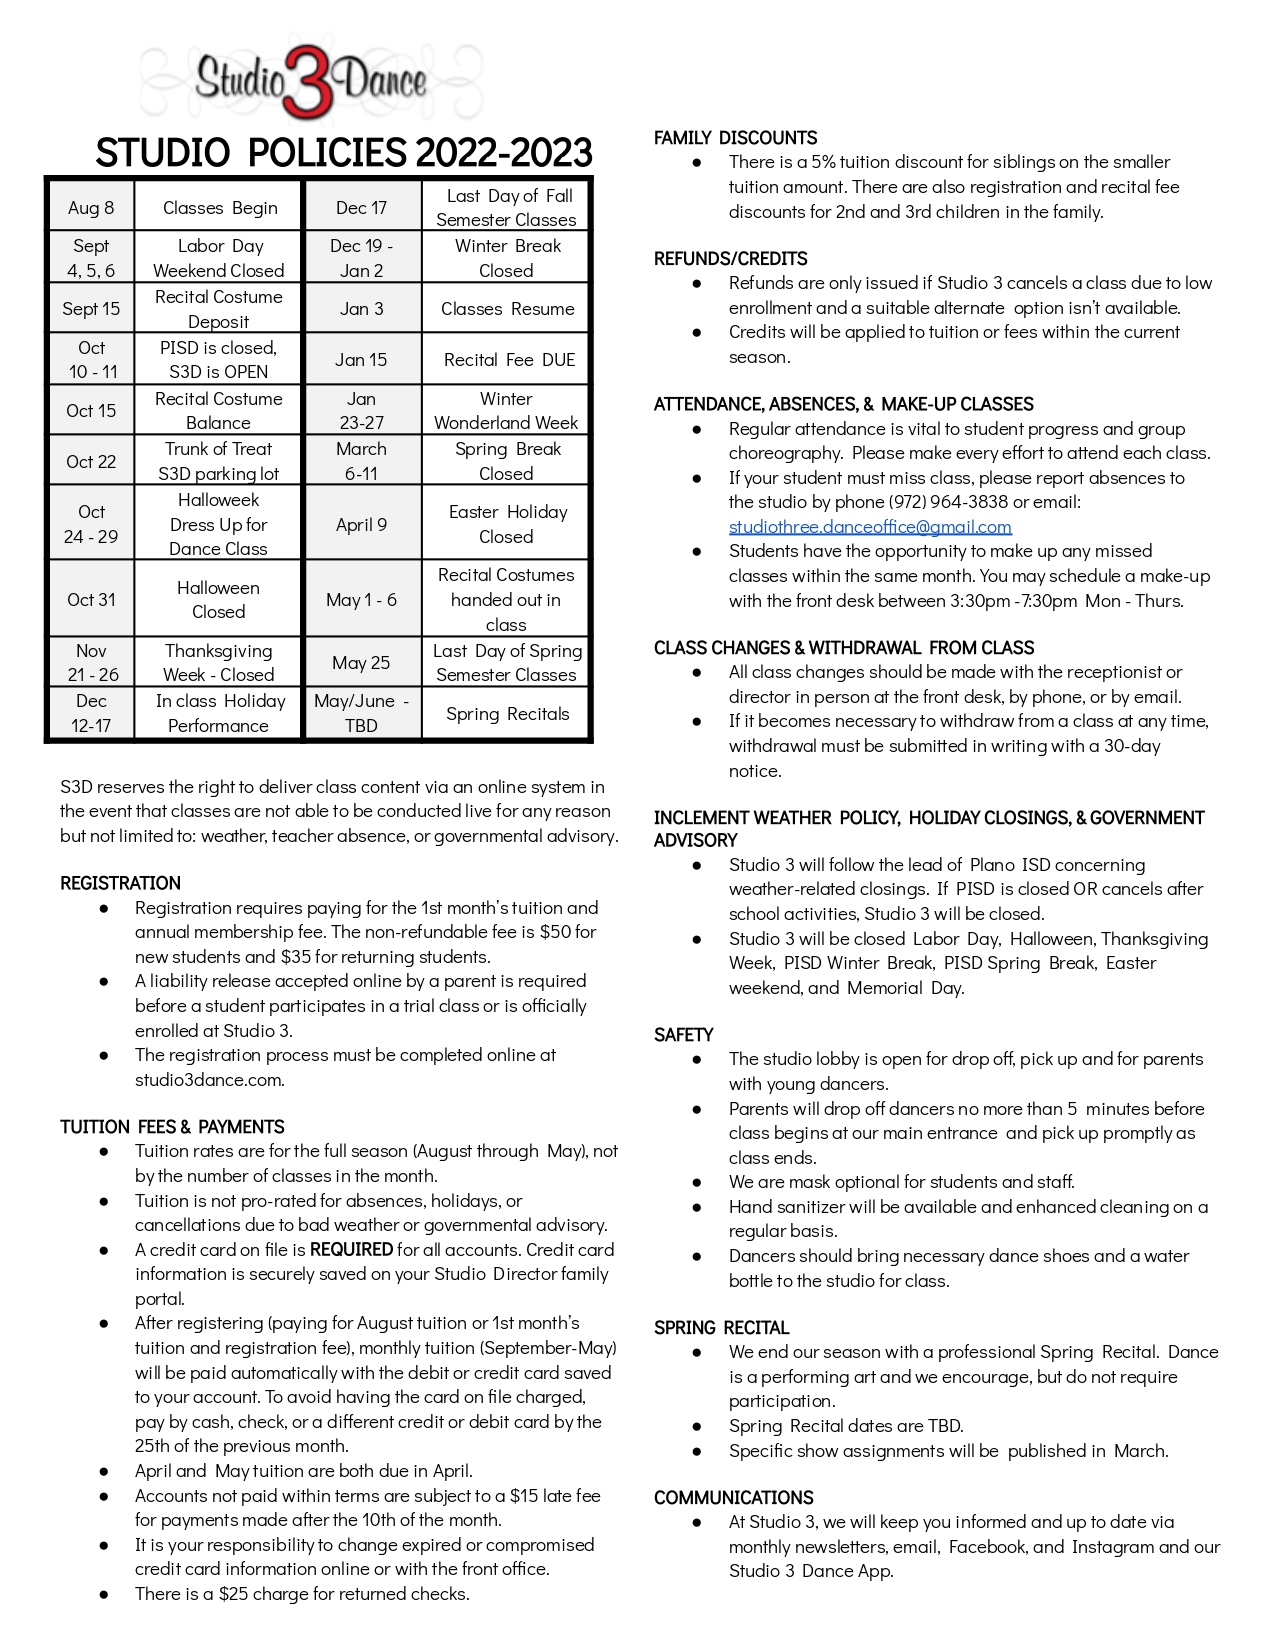 Studio 3 Dance
STUDIO POLICIES 2022-2023
Aug 8
Classes Begin
Dec 17
Last Day of Fall
Semester Classes
Sept
4, 5, 6
Labor Day
Weekend Closed
Dec 19 -
Jan 2
Winter Break
Closed
Sept 15
Recital Costume
Deposit
Jan 3
Classes Resume
Oct
10 - 11
PISD is closed,
S3D is OPEN
Jan 15
Recital Fee DUE
Oct 15
Recital Costume
Balance
Jan
23-27
Winter
Wonderland Week
Oct 22
Trunk of Treat
S3D parking lot
March
6-11
Spring Break
Closed
Oct
24 - 29
Halloweek
Dress Up for
Dance Class
April 9
Easter Holiday
Closed
Oct 31
Halloween
Closed
May 1 - 6
Recital Costumes
handed out in
class
Nov
21 - 26
Thanksgiving
Week - Closed
May 25
Last Day of Spring
Semester Classes
Dec
12-17
In class Holiday
Performance
May/June -
TBD
Spring Recitals
S3D reserves the right to deliver class content via an online system in
the event that classes are not able to be conducted live for any reason
but not limited to: weather, teacher absence, or governmental advisory.
REGISTRATION
● Registration requires paying for the 1st month's tuition and
annual membership fee. The non-refundable fee is $50 for
new students and $35 for returning students.
● A liability release accepted online by a parent is required
before a student participates in a trial class or is officially
enrolled at Studio 3.
● The registration process must be completed online at
studio3dance.com.
TUITION FEES & PAYMENTS
● Tuition rates are for the full season (August through May), not
by the number of classes in the month.
● Tuition is not pro-rated for absences, holidays, or
cancellations due to bad weather or governmental advisory.
● A credit card on file is REQUIRED for all accounts. Credit card
information is securely saved on your Studio Director family
portal.
● After registering (paying for August tuition or 1st month's
tuition and registration fee), monthly tuition (September-May)
will be paid automatically with the debit or credit card saved
to your account. To avoid having the card on file charged,
pay by cash, check, or a different credit or debit card by the
25th of the previous month.
● April and May tuition are both due in April.
● Accounts not paid within terms are subject to a $15 late fee
for payments made after the 10th of the month.
● It is your responsibility to change expired or compromised
credit card information online or with the front office.
● There is a $25 charge for returned checks.
FAMILY DISCOUNTS
● There is a 5% tuition discount for siblings on the smaller
tuition amount. There are also registration and recital fee
discounts for 2nd and 3rd children in the family.
REFUNDS/CREDITS
● Refunds are only issued if Studio 3 cancels a class due to low
enrollment and a suitable alternate option isn't available.
● Credits will be applied to tuition or fees within the current
season.
ATTENDANCE, ABSENCES, & MAKE-UP CLASSES
● Regular attendance is vital to student progress and group
choreography. Please make every effort to attend each class.
● If your student must miss class, please report absences to
the studio by phone (972) 964-3838 or email:
studiothree.danceoffice@gmail.com
● Students have the opportunity to make up any missed
classes within the same month. You may schedule a make-up
with the front desk between 3:30pm -7:30pm Mon - Thurs.
CLASS CHANGES & WITHDRAWAL FROM CLASS
● All class changes should be made with the receptionist or
director in person at the front desk, by phone, or by email.
● If it becomes necessary to withdraw from a class at any time,
withdrawal must be submitted in writing with a 30-day
notice.
INCLEMENT WEATHER POLICY, HOLIDAY CLOSINGS, & GOVERNMENT
ADVISORY
● Studio 3 will follow the lead of Plano ISD concerning
weather-related closings. If PISD is closed OR cancels after
school activities, Studio 3 will be closed.
● Studio 3 will be closed Labor Day, Halloween, Thanksgiving
Week, PISD Winter Break, PISD Spring Break, Easter
weekend, and Memorial Day.
SAFETY
● The studio lobby is open for drop off, pick up and for parents
with young dancers.
● Parents will drop off dancers no more than 5 minutes before
class begins at our main entrance and pick up promptly as
class ends.
● We are mask optional for students and staff.
● Hand sanitizer will be available and enhanced cleaning on a
regular basis.
● Dancers should bring necessary dance shoes and a water
bottle to the studio for class.
SPRING RECITAL
● We end our season with a professional Spring Recital. Dance
is a performing art and we encourage, but do not require
participation.
● Spring Recital dates are TBD.
● Specific show assignments will be published in March.
COMMUNICATIONS
● At Studio 3, we will keep you informed and up to date via
monthly newsletters, email, Facebook, and Instagram and our
Studio 3 Dance App.